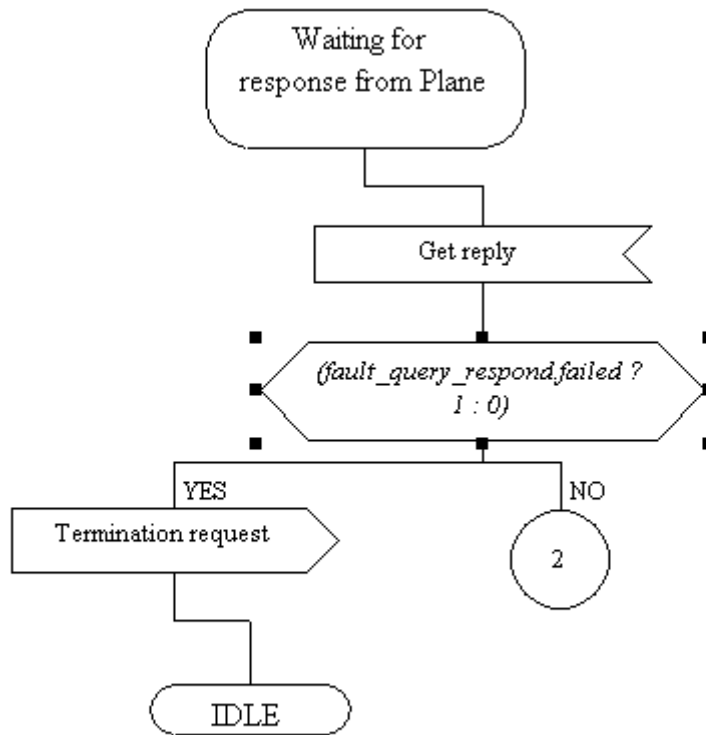 Waiting for
response from Plane
Get reply
(fault_query_respond.failed ?
1 : 0)
YES
NO
Termination request
2
IDLE